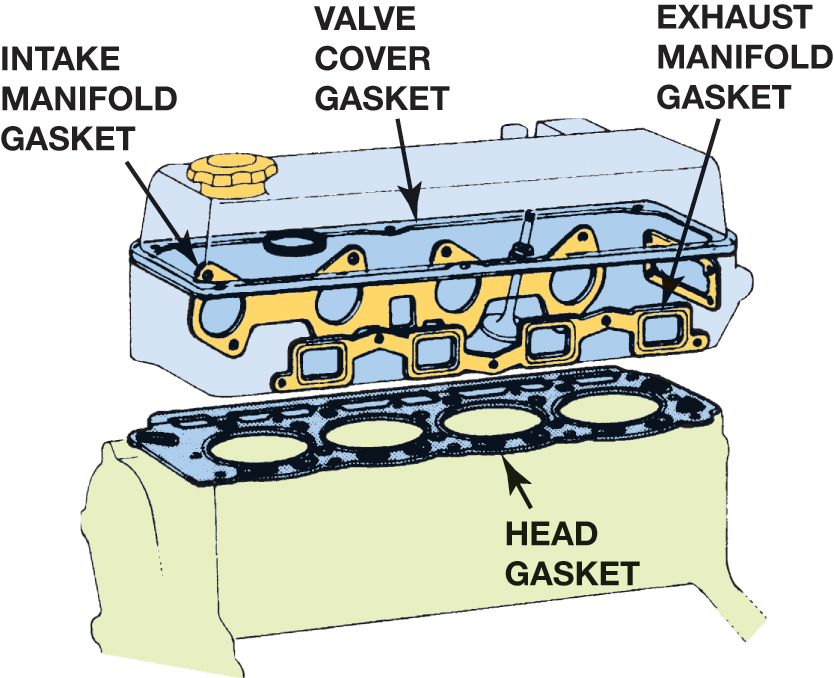 INTAKE
MANIFOLD
GASKET
VALVE
COVER
GASKET
EXHAUST
MANIFOLD
GASKET
HEAD
GASKET